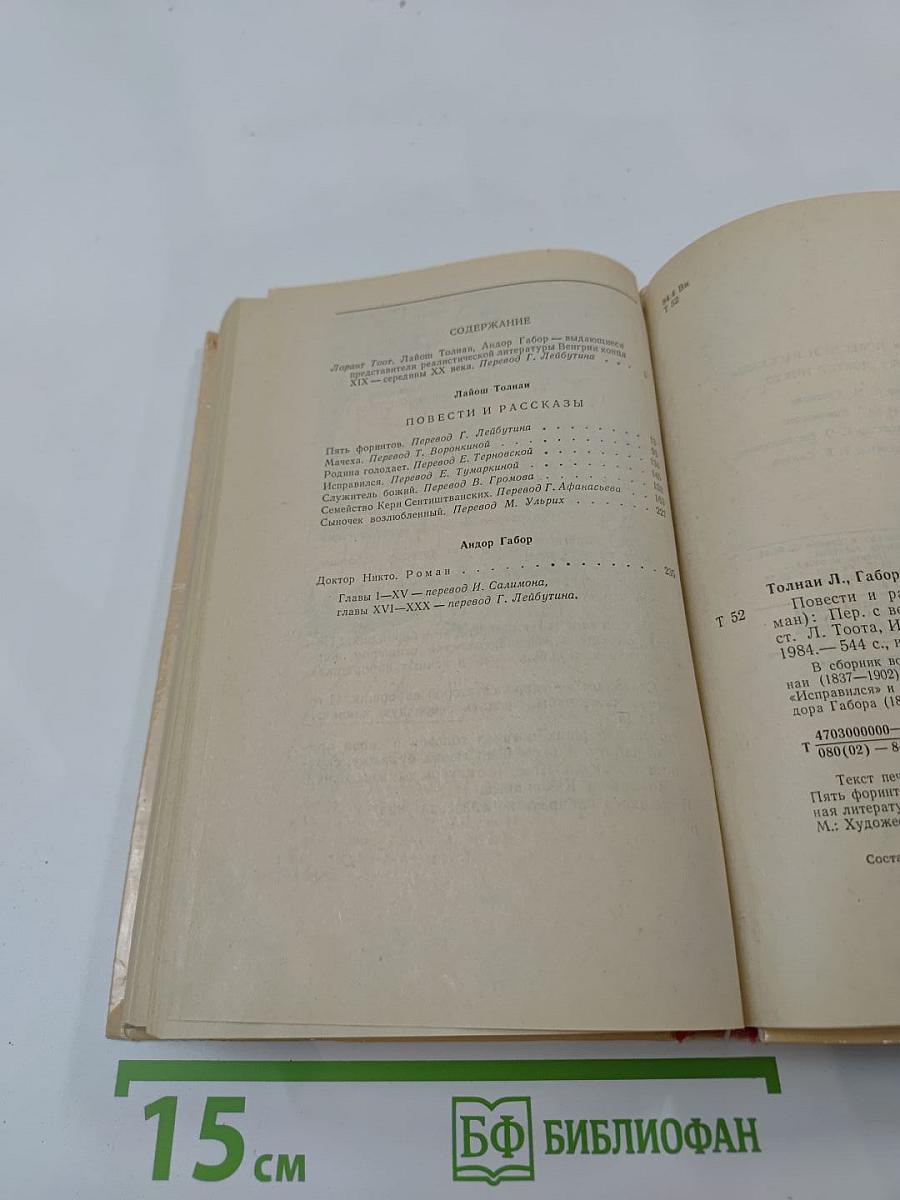 СОДЕРЖАНИЕ
Лорант Тоот. Лайош Толнаи, Андор Габор — выдающиеся
представители реалистической литературы Венгрии конца
XIX — середины XX века. Перевод Г. Лейбутина . . .
Лайош Толнаи
ПОВЕСТИ И РАССКАЗЫ
Пять форинтов. Перевод Г. Лейбутина . . . . . . .
Мачеха. Перевод Т. Воронкиной . . . . . . . .
Родина голодает. Перевод Е. Терновской . . . . . .
Исправился. Перевод Е. Тумаркиной . . . . . . .
Служитель божий. Перевод В. Громова . . . . . .
Семейство Кери Сентиштванских. Перевод Г. Афанасьева . .
Сыночек возлюбленный. Перевод М. Ульрих . . . . . 227
Андор Габор
Доктор Никто. Роман . . . . . . . . . . . .
Главы I—XV — перевод И. Салимона,
главы XVI—XXX — перевод Г. Лейбутина.
Т 52
Толнаи Л., Габор
Т 52
Повести и ра
ман): Пер. с ве
ст. Л. Тоота, И
1984.— 544 с., и
В сборник во
наи (1837—1902)
«Исправился» и
дора Габора (18
Т 4703000000—
080(02) — 8
Текст печ
Пять форинт
ная литерату
М.: Художес
Соста
15 см
БФ БИБЛИОФАН